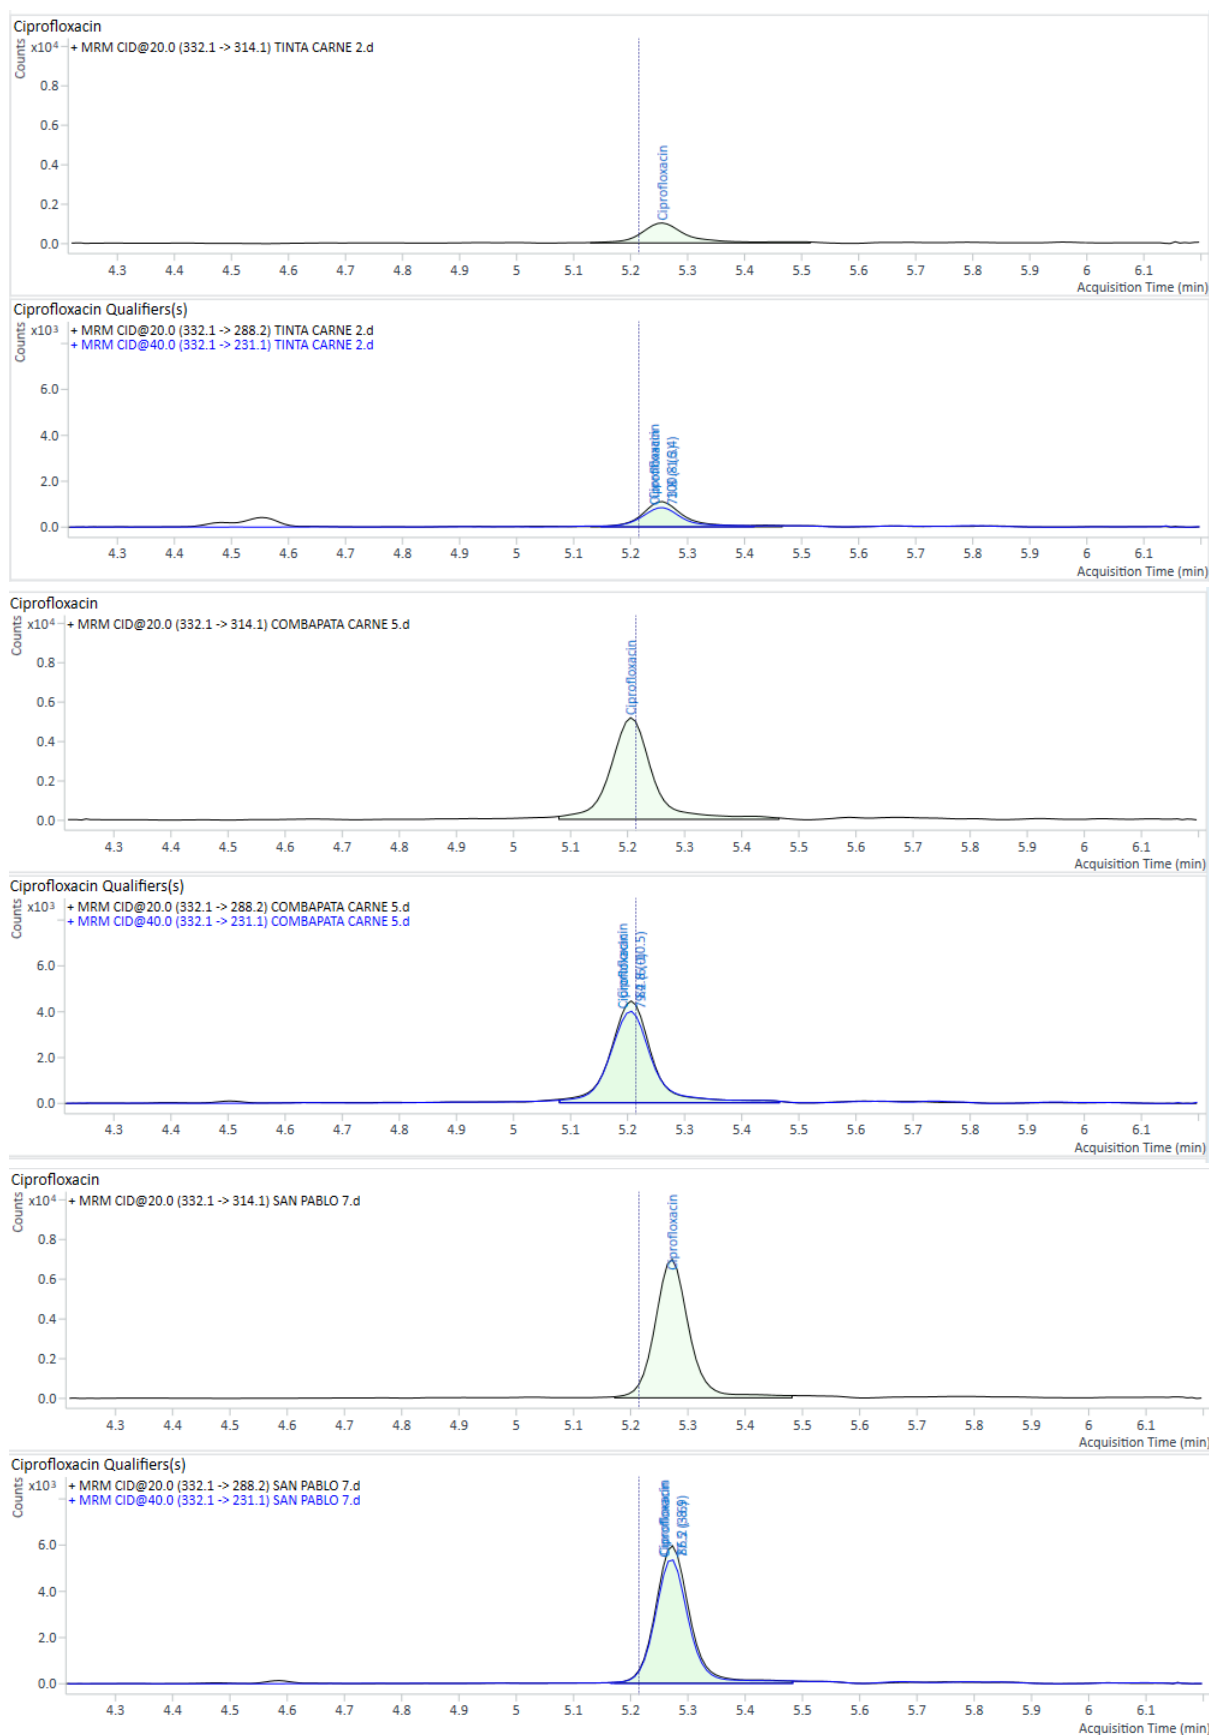 Ciprofloxacin
Counts
x10⁴ + MRM CID@20.0 (332.1 -> 314.1) TINTA CARNE 2.d
0.8
0.6
0.4
0.2
0.0
Ciprofloxacin
4.3 4.4 4.5 4.6 4.7 4.8 4.9 5 5.1 5.2 5.3 5.4 5.5 5.6 5.7 5.8 5.9 6 6.1
Acquisition Time (min)
Ciprofloxacin Qualifiers(s)
Counts
x10³ + MRM CID@20.0 (332.1 -> 288.2) TINTA CARNE 2.d
+ MRM CID@40.0 (332.1 -> 231.1) TINTA CARNE 2.d
6.0
4.0
2.0
0.0
Ciprofloxacin
4.3 4.4 4.5 4.6 4.7 4.8 4.9 5 5.1 5.2 5.3 5.4 5.5 5.6 5.7 5.8 5.9 6 6.1
Acquisition Time (min)
Ciprofloxacin
Counts
x10⁴ + MRM CID@20.0 (332.1 -> 314.1) COMBAPATA CARNE 5.d
0.8
0.6
0.4
0.2
0.0
Ciprofloxacin
4.3 4.4 4.5 4.6 4.7 4.8 4.9 5 5.1 5.2 5.3 5.4 5.5 5.6 5.7 5.8 5.9 6 6.1
Acquisition Time (min)
Ciprofloxacin Qualifiers(s)
Counts
x10³ + MRM CID@20.0 (332.1 -> 288.2) COMBAPATA CARNE 5.d
+ MRM CID@40.0 (332.1 -> 231.1) COMBAPATA CARNE 5.d
6.0
4.0
2.0
0.0
Ciprofloxacin
4.3 4.4 4.5 4.6 4.7 4.8 4.9 5 5.1 5.2 5.3 5.4 5.5 5.6 5.7 5.8 5.9 6 6.1
Acquisition Time (min)
Ciprofloxacin
Counts
x10⁴ + MRM CID@20.0 (332.1 -> 314.1) SAN PABLO 7.d
0.8
0.6
0.4
0.2
0.0
Ciprofloxacin
4.3 4.4 4.5 4.6 4.7 4.8 4.9 5 5.1 5.2 5.3 5.4 5.5 5.6 5.7 5.8 5.9 6 6.1
Acquisition Time (min)
Ciprofloxacin Qualifiers(s)
Counts
x10³ + MRM CID@20.0 (332.1 -> 288.2) SAN PABLO 7.d
+ MRM CID@40.0 (332.1 -> 231.1) SAN PABLO 7.d
6.0
4.0
2.0
0.0
Ciprofloxacin
4.3 4.4 4.5 4.6 4.7 4.8 4.9 5 5.1 5.2 5.3 5.4 5.5 5.6 5.7 5.8 5.9 6 6.1
Acquisition Time (min)